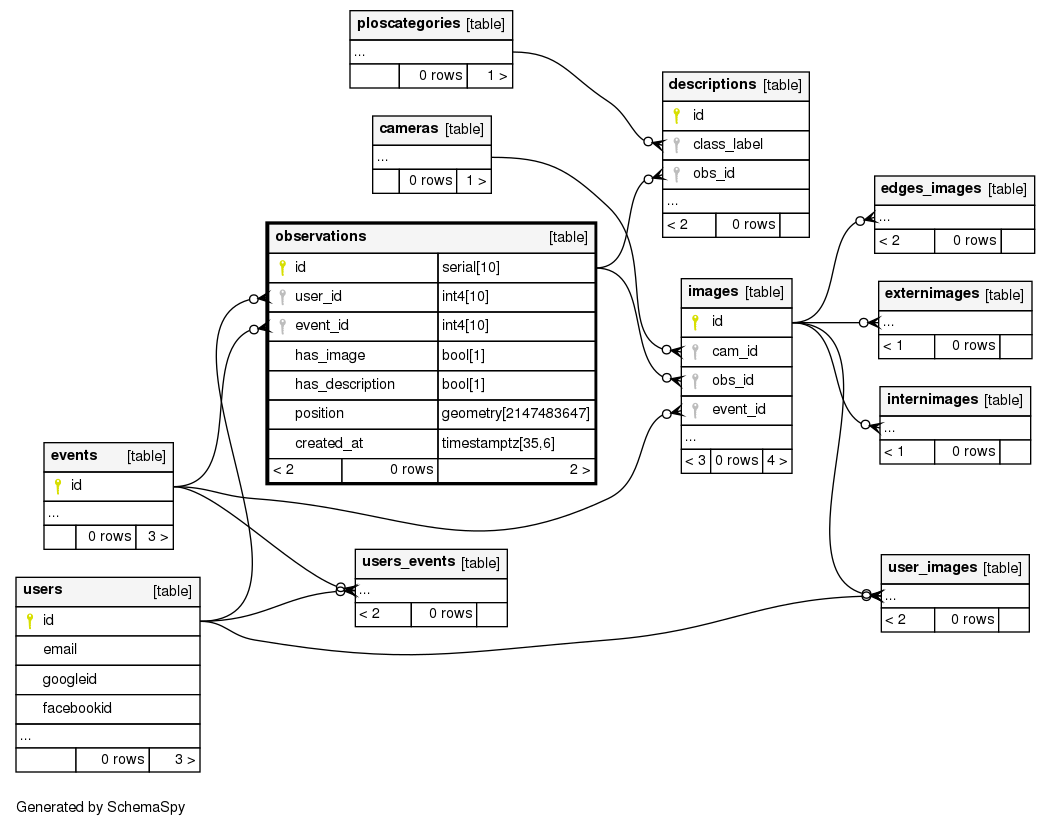 ploscategories [table]
...
0 rows 1 >
cameras [table]
...
0 rows 1 >
descriptions [table]
id
class_label
obs_id
...
< 2 0 rows
edges_images [table]
...
< 2 0 rows
observations [table]
id serial[10]
user_id int4[10]
event_id int4[10]
has_image bool[1]
has_description bool[1]
position geometry[2147483647]
created_at timestamptz[35,6]
< 2 0 rows 2 >
images [table]
id
cam_id
obs_id
event_id
...
< 3 0 rows 4 >
externimages [table]
...
< 1 0 rows
internimages [table]
...
< 1 0 rows
events [table]
id
...
0 rows 3 >
users_events [table]
...
< 2 0 rows
user_images [table]
...
< 2 0 rows
users [table]
id
email
googleid
facebookid
...
0 rows 3 >
Generated by SchemaSpy